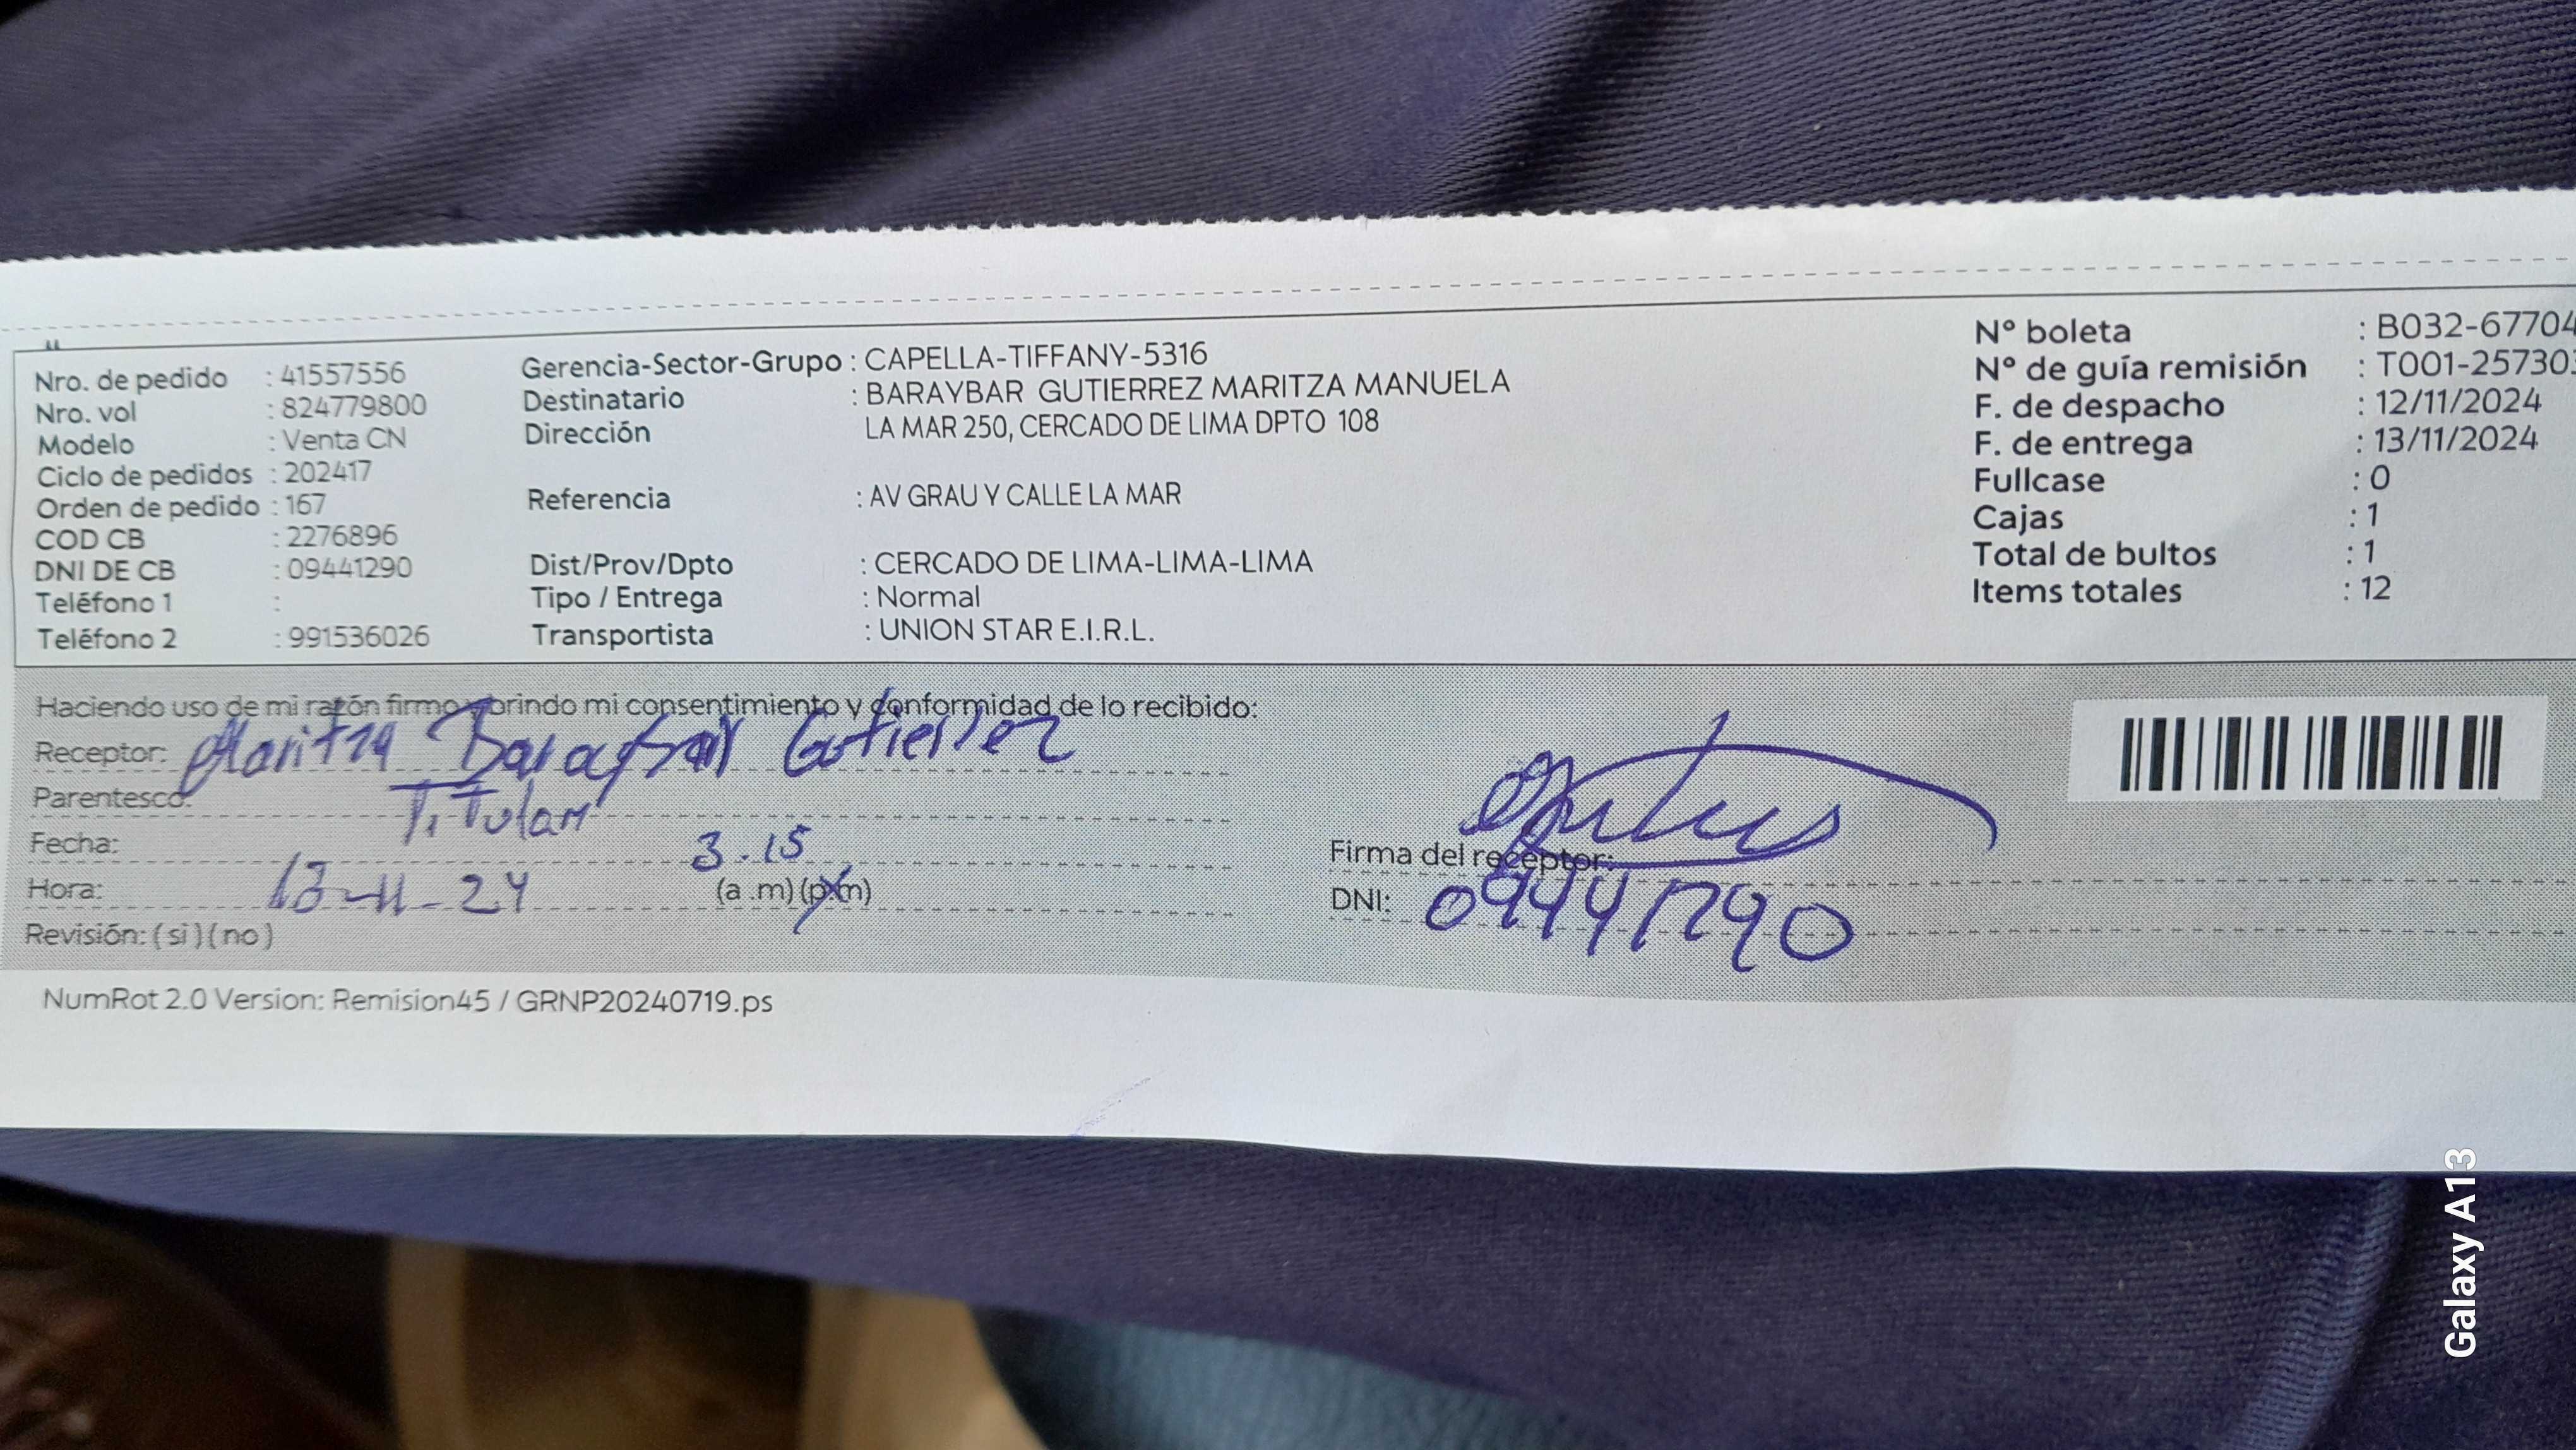 Nro. de pedido : 41557556
Nro. vol : 824779800
Modelo : Venta CN
Ciclo de pedidos : 202417
Orden de pedido : 167
COD CB : 2276896
DNI DE CB : 09441290
Teléfono 1 :
Teléfono 2 : 991536026
Gerencia-Sector-Grupo : CAPELLA-TIFFANY-5316
Destinatario : BARAYBAR GUTIERREZ MARITZA MANUELA
Dirección LA MAR 250, CERCADO DE LIMA DPTO 108
Referencia : AV GRAU Y CALLE LA MAR
Dist/Prov/Dpto : CERCADO DE LIMA-LIMA-LIMA
Tipo / Entrega : Normal
Transportista : UNION STAR E.I.R.L.
Nº boleta : B032-67704
Nº de guía remisión : T001-257303
F. de despacho : 12/11/2024
F. de entrega : 13/11/2024
Fullcase : 0
Cajas : 1
Total de bultos : 1
Items totales : 12
Haciendo uso de mi razón firmo brindo mi consentimiento y conformidad de lo recibido:
Receptor: Maritza Baraybar Gutierrez
Parentesco: Titular
Fecha: 3.15
Hora: 13-11-24 (a .m) (p.m)
Revisión: ( si ) ( no )
Firma del receptor:
DNI: 09441290
NumRot 2.0 Version: Remision45 / GRNP20240719.ps
Galaxy A13